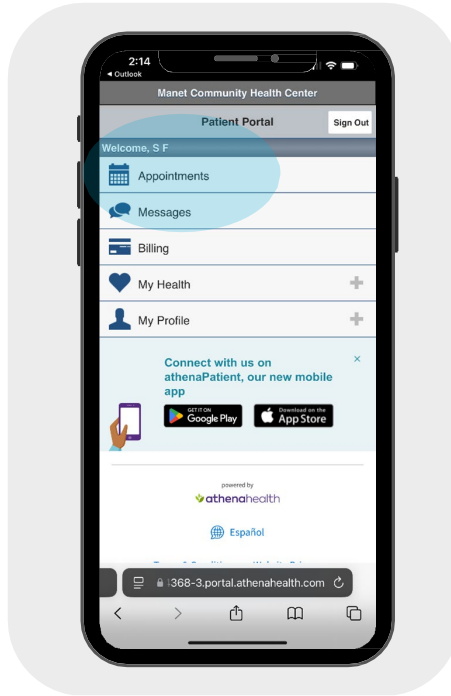 2:14
◀ Outlook
Manet Community Health Center
Patient Portal
Sign Out
Welcome, S F
Appointments
Messages
Billing
My Health
My Profile
Connect with us on
athenaPatient, our new mobile
app
GET IT ON
Google Play
Download on the
App Store
powered by
athenahealth
Español
368-3.portal.athenahealth.com